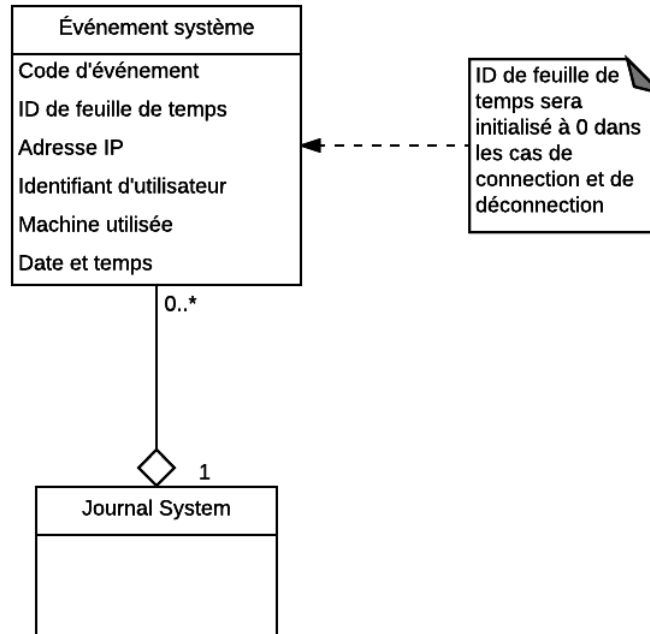 Événement système
Code d'événement
ID de feuille de temps
Adresse IP
Identifiant d'utilisateur
Machine utilisée
Date et temps
ID de feuille de
temps sera
initialisé à 0 dans
les cas de
connection et de
déconnection
0..*
1
Journal System